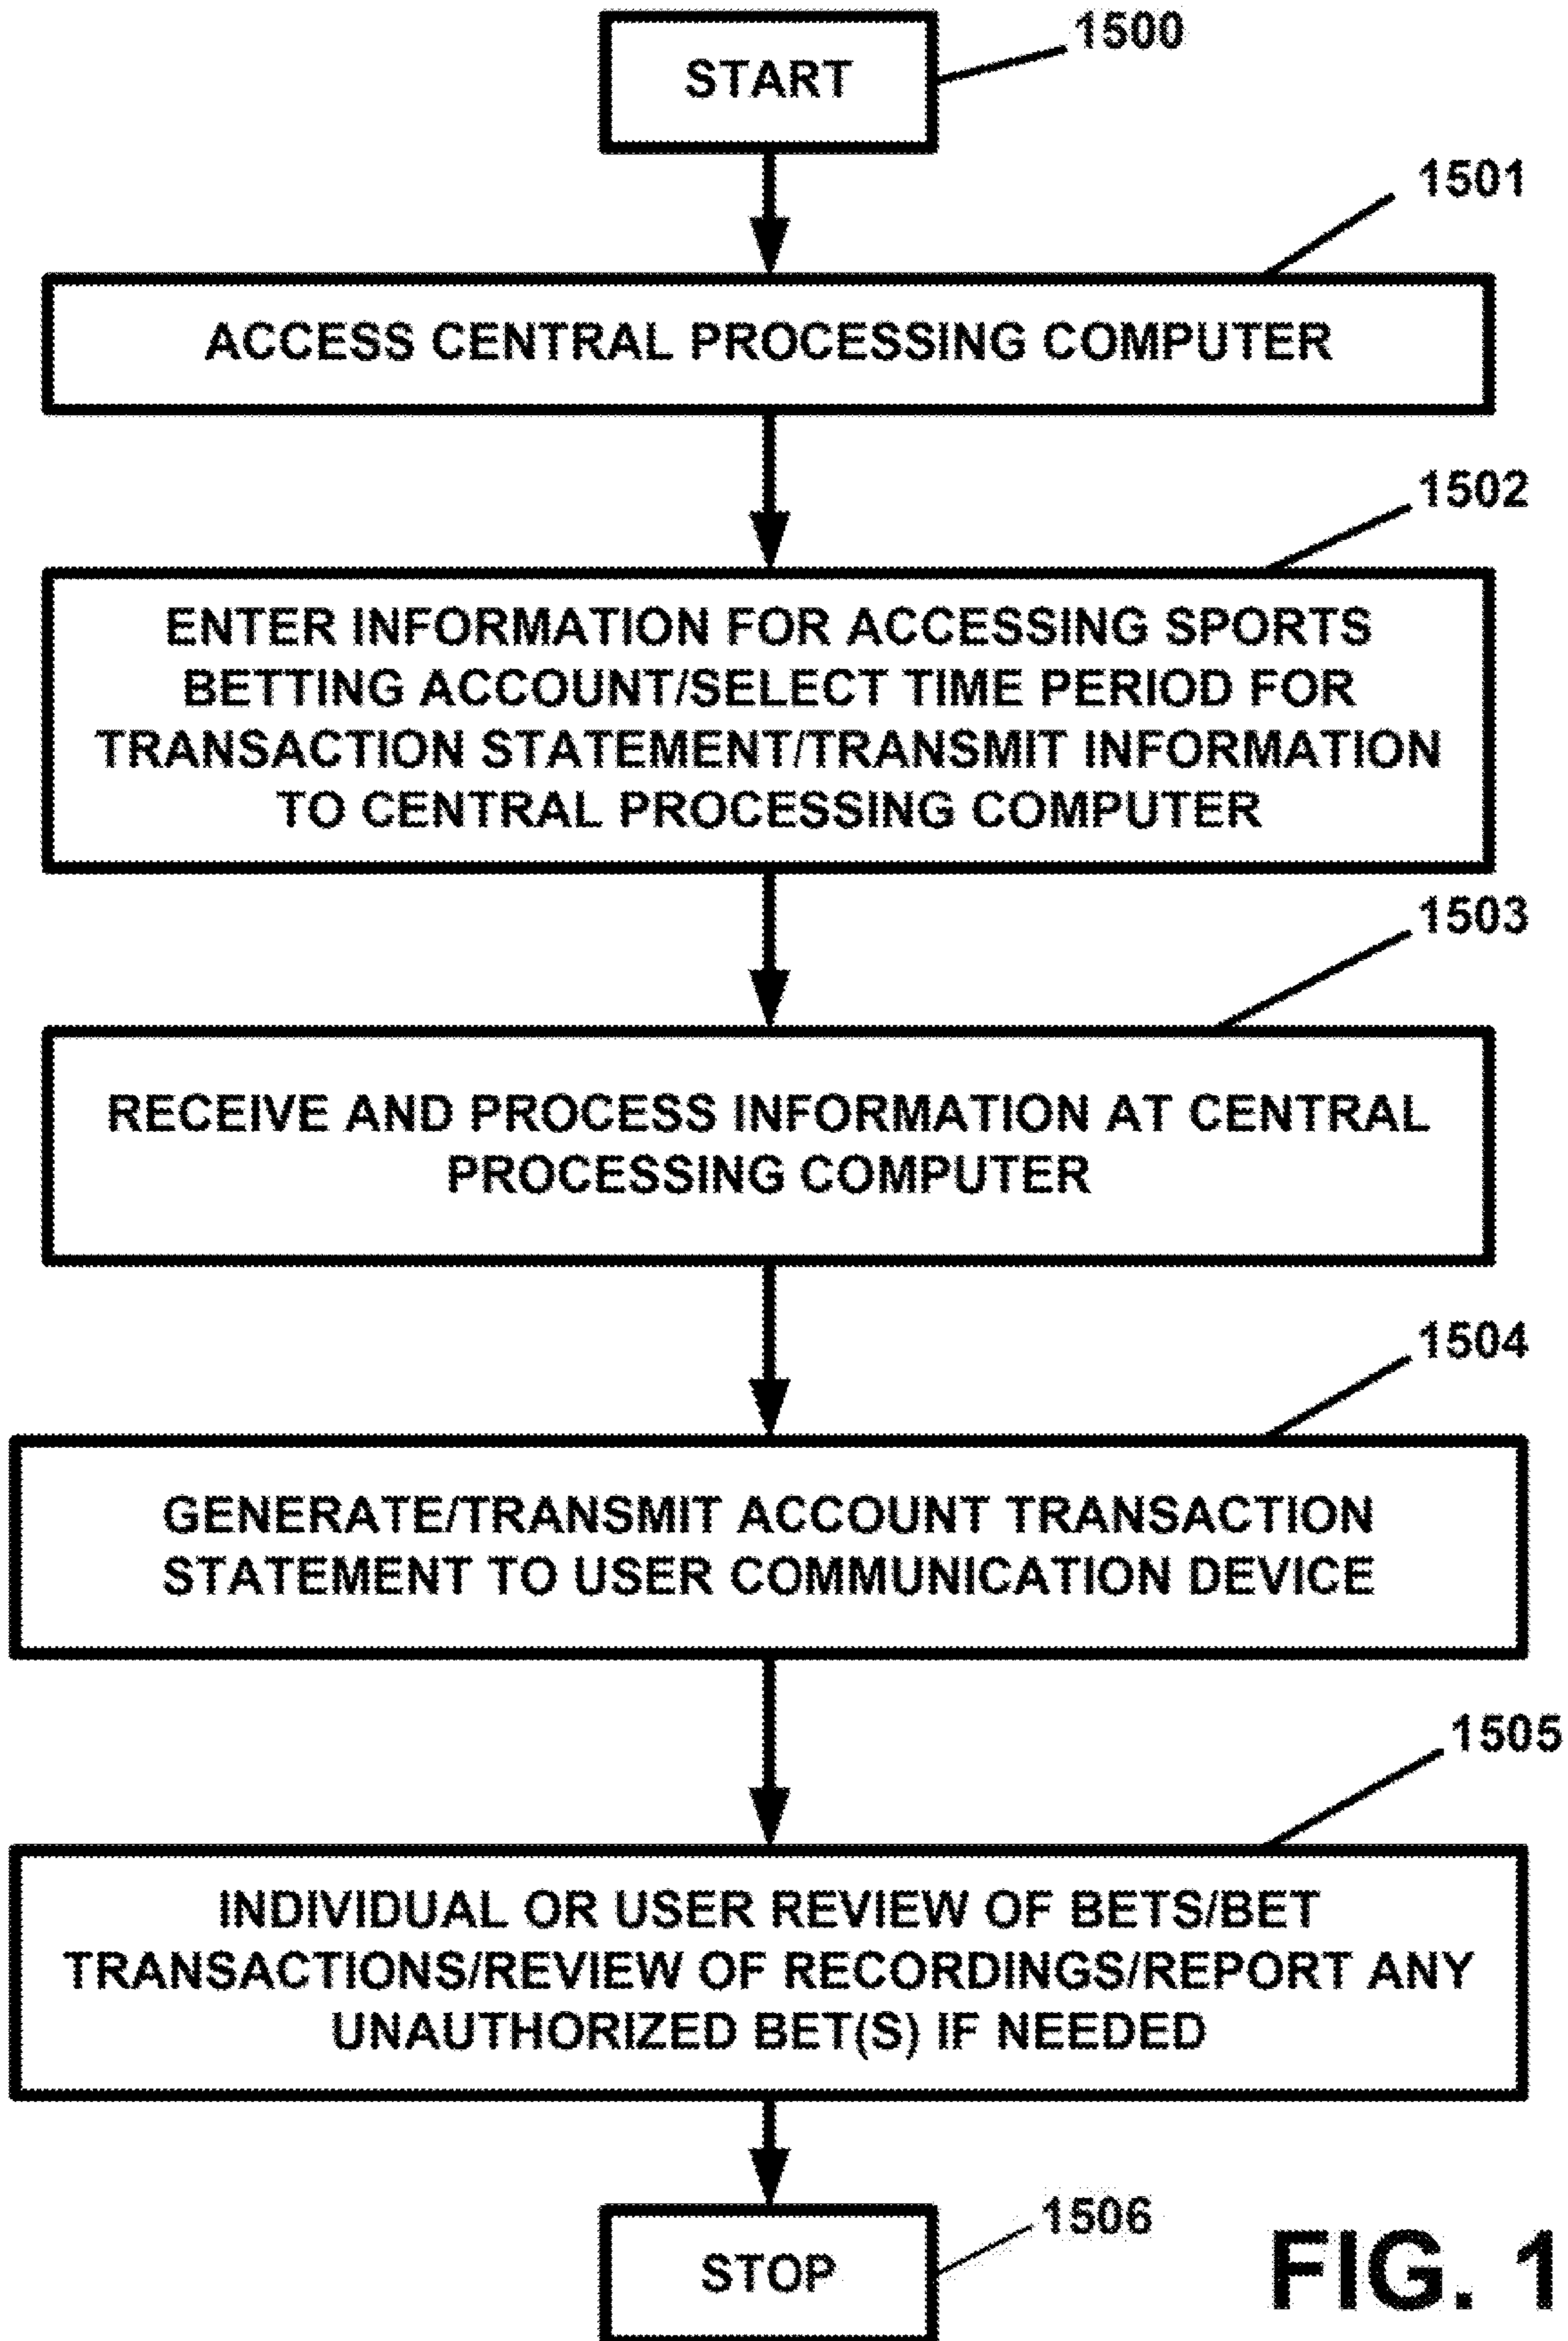 1500
START
1501
ACCESS CENTRAL PROCESSING COMPUTER
1502
ENTER INFORMATION FOR ACCESSING SPORTS
BETTING ACCOUNT/SELECT TIME PERIOD FOR
TRANSACTION STATEMENT/TRANSMIT INFORMATION
TO CENTRAL PROCESSING COMPUTER
1503
RECEIVE AND PROCESS INFORMATION AT CENTRAL
PROCESSING COMPUTER
1504
GENERATE/TRANSMIT ACCOUNT TRANSACTION
STATEMENT TO USER COMMUNICATION DEVICE
1505
INDIVIDUAL OR USER REVIEW OF BETS/BET
TRANSACTIONS/REVIEW OF RECORDINGS/REPORT ANY
UNAUTHORIZED BET(S) IF NEEDED
1506
STOP
FIG. 1